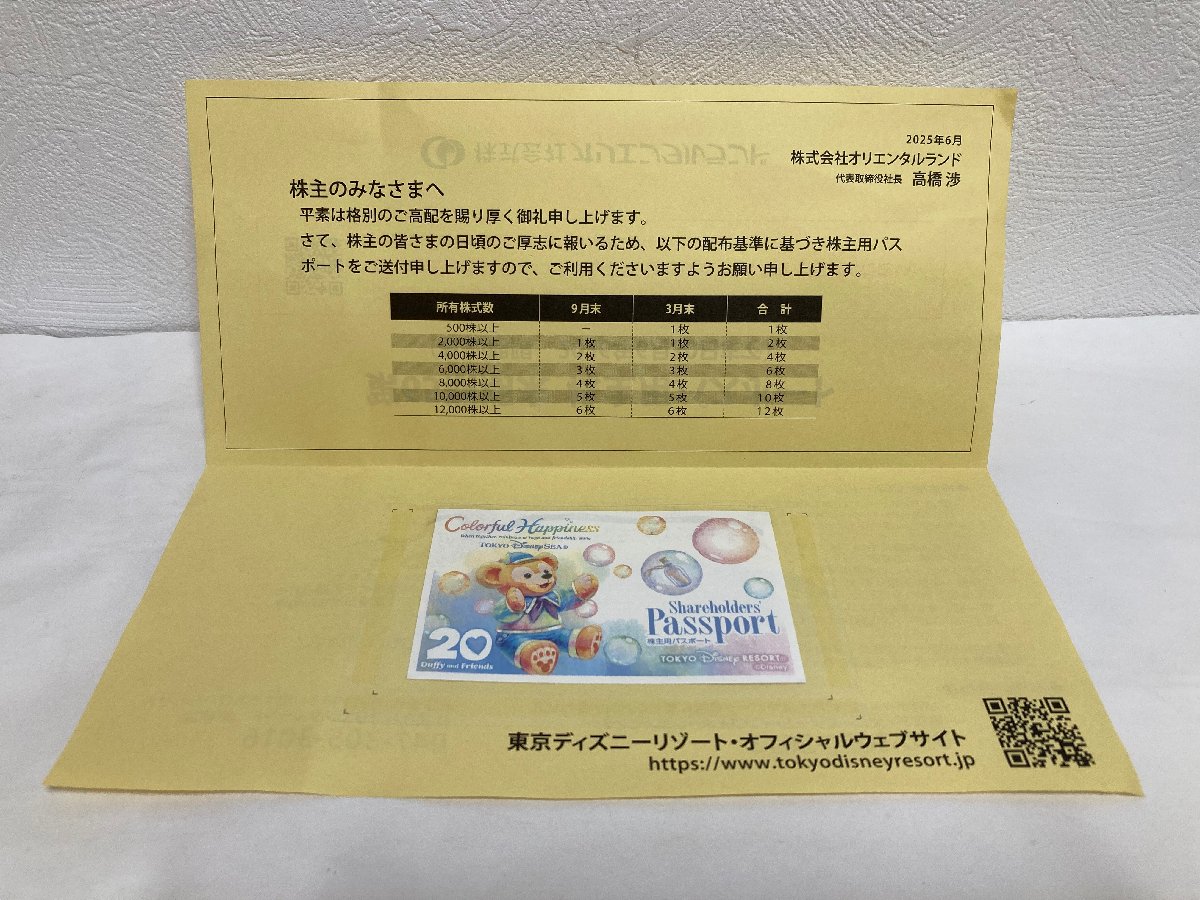 2025年6月
株式会社オリエンタルランド
代表取締役社長 高橋 渉
株主のみなさまへ
平素は格別のご高配を賜り厚く御礼申し上げます。
さて、株主の皆さまの日頃のご厚志に報いるため、以下の配布基準に基づき株主用パス
ポートをご送付申し上げますので、ご利用くださいますようお願い申し上げます。
所有株式数 9月末 3月末 合 計
500株以上 － 1枚 1枚
2,000株以上 1枚 1枚 2枚
4,000株以上 2枚 2枚 4枚
6,000株以上 3枚 3枚 6枚
8,000株以上 4枚 4枚 8枚
10,000株以上 5枚 5枚 10枚
12,000株以上 6枚 6枚 12枚
Colorful Happiness
TOKYO DisneySEA
20
Duffy and Friends
Shareholders'
Passport
株主用パスポート
TOKYO Disney RESORT
©Disney
東京ディズニーリゾート・オフィシャルウェブサイト
https://www.tokyodisneyresort.jp